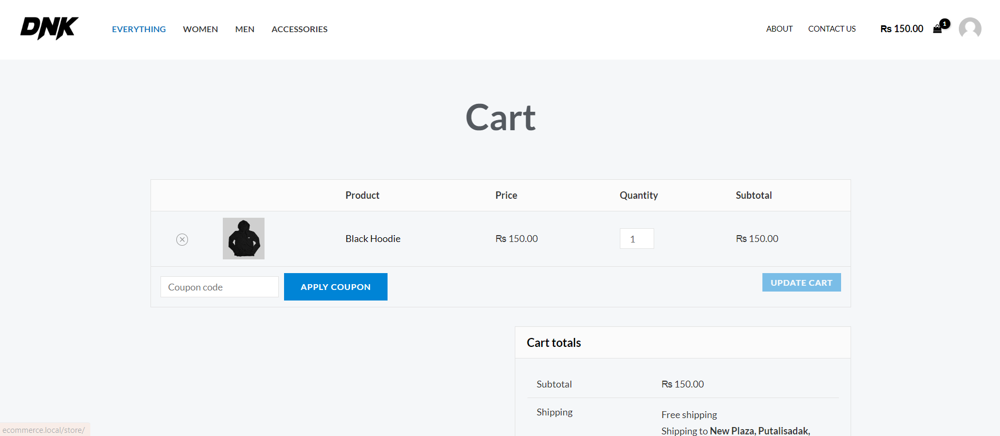 DNK EVERYTHING WOMEN MEN ACCESSORIES ABOUT CONTACT US ₨ 150.00 1
Cart
Product Price Quantity Subtotal
Black Hoodie ₨ 150.00 1 ₨ 150.00
Coupon code APPLY COUPON UPDATE CART
Cart totals
Subtotal ₨ 150.00
Shipping Free shipping
Shipping to New Plaza, Putalisadak,
ecommerce.local/store/